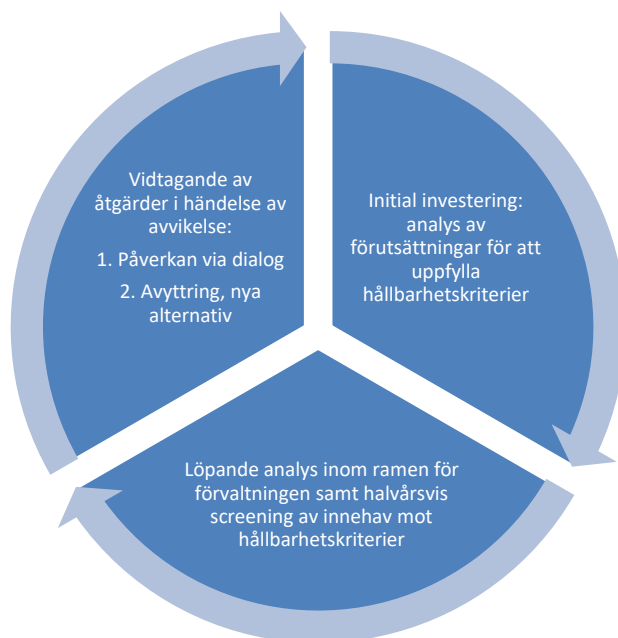 Vidtagande av
åtgärder i händelse av
avvikelse:
1. Påverkan via dialog
2. Avyttring, nya
alternativ
Initial investering:
analys av
förutsättningar för att
uppfylla
hållbarhetskriterier
Löpande analys inom ramen för
förvaltningen samt halvårsvis
screening av innehav mot
hållbarhetskriterier